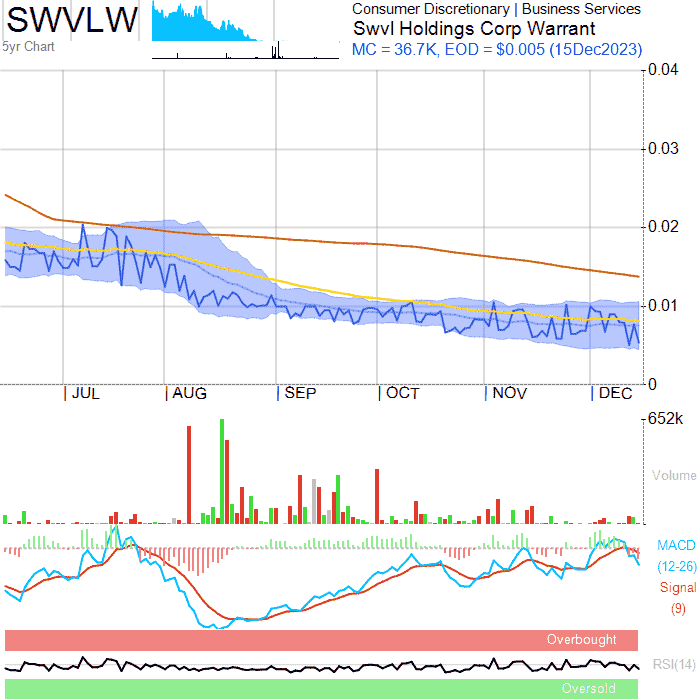 SWVLW
5yr Chart
Consumer Discretionary | Business Services
Swvl Holdings Corp Warrant
MC = 36.7K, EOD = $0.005 (15Dec2023)
0.04
0.03
0.02
0.01
0
JUL AUG SEP OCT NOV DEC
652k
Volume
MACD
(12-26)
Signal
(9)
Overbought
RSI(14)
Oversold